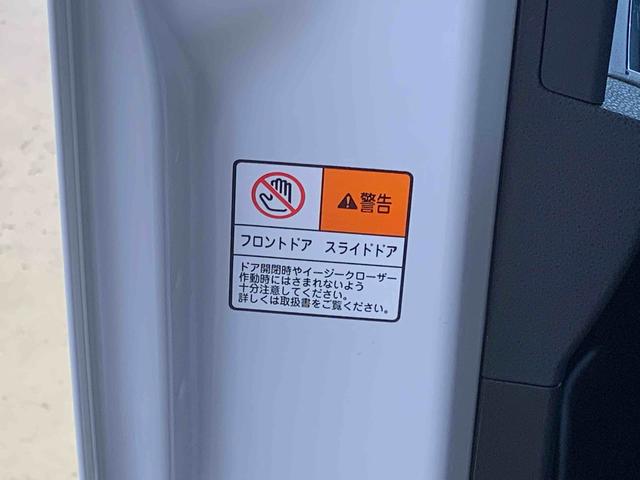 警告
フロントドア スライドドア
ドア開閉時やイージークローザー
作動時にはさまれないよう
十分注意してください。
詳しくは取扱書をご覧ください。